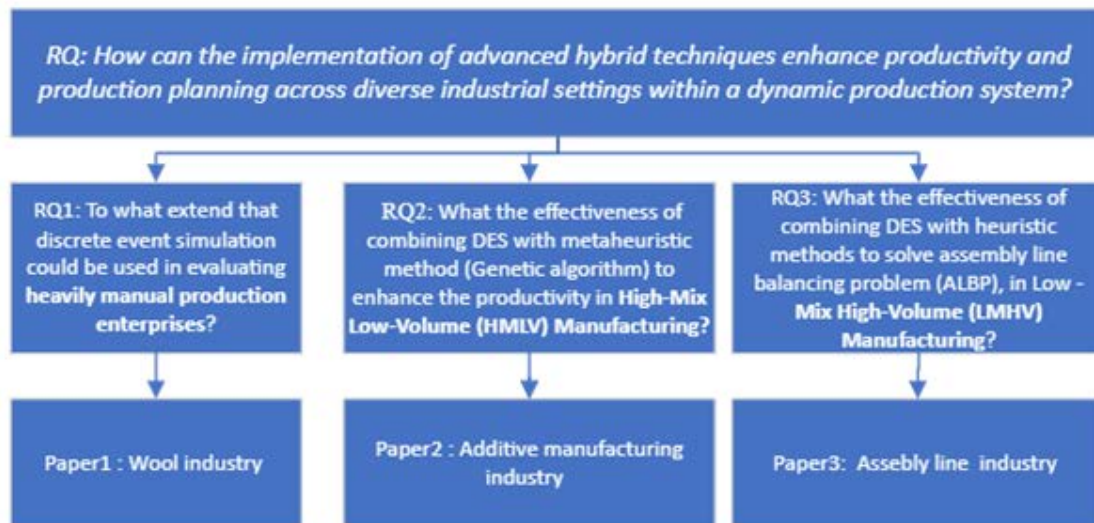 RQ: How can the implementation of advanced hybrid techniques enhance productivity and
production planning across diverse industrial settings within a dynamic production system?
RQ1: To what extend that
discrete event simulation
could be used in evaluating
heavily manual production
enterprises?
RQ2: What the effectiveness of
combining DES with metaheuristic
method (Genetic algorithm) to
enhance the productivity in High-Mix
Low-Volume (HMLV) Manufacturing?
RQ3: What the effectiveness of
combining DES with heuristic
methods to solve assembly line
balancing problem (ALBP), in Low -
Mix High-Volume (LMHV)
Manufacturing?
Paper1 : Wool industry
Paper2 : Additive manufacturing
industry
Paper3: Assebly line industry